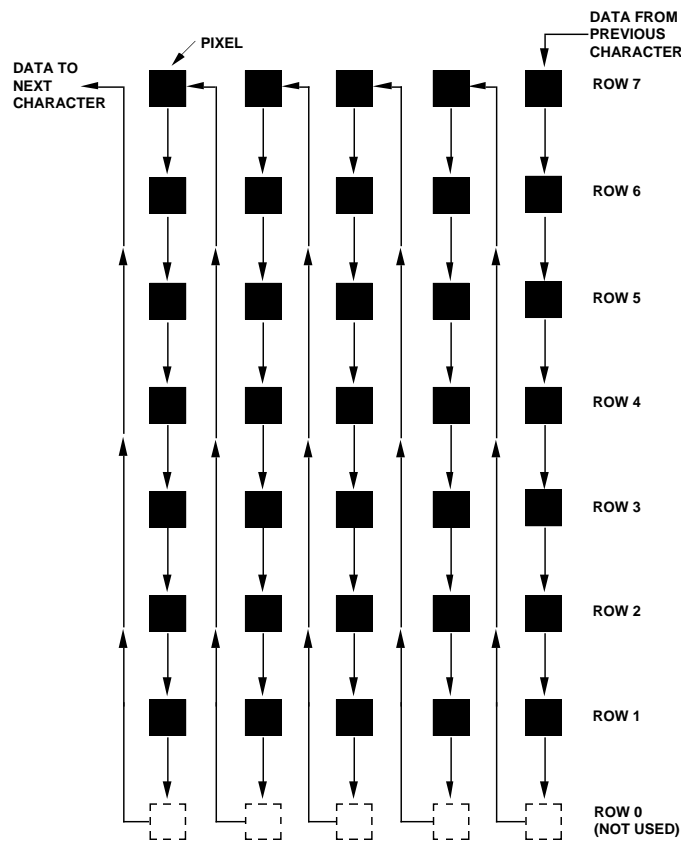 DATA FROM
PREVIOUS
CHARACTER
PIXEL
DATA TO
NEXT
CHARACTER
ROW 7
ROW 6
ROW 5
ROW 4
ROW 3
ROW 2
ROW 1
ROW 0
(NOT USED)